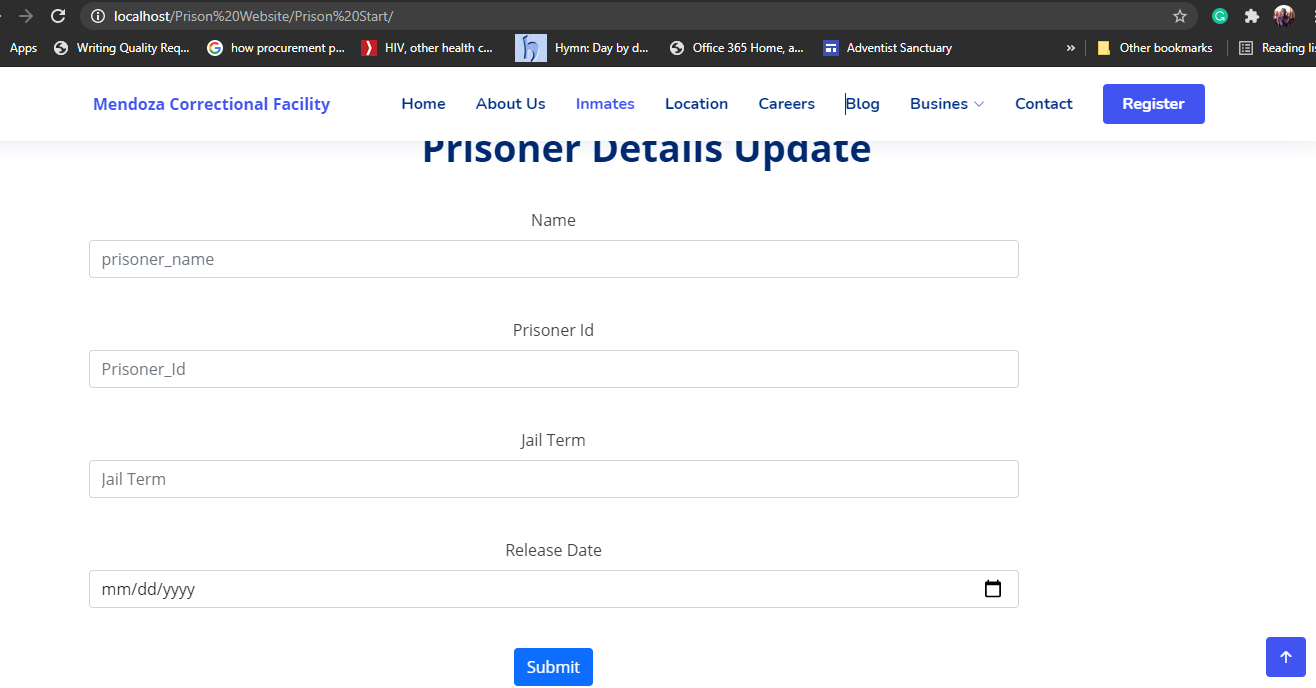 localhost/Prison%20Website/Prison%20Start/
Apps Writing Quality Req... how procurement p... HIV, other health c... Hymn: Day by d... Office 365 Home, a... Adventist Sanctuary » Other bookmarks Reading lis
Mendoza Correctional Facility Home About Us Inmates Location Careers Blog Busines Contact Register
Prisoner Details Update
Name
prisoner_name
Prisoner Id
Prisoner_Id
Jail Term
Jail Term
Release Date
mm/dd/yyyy
Submit